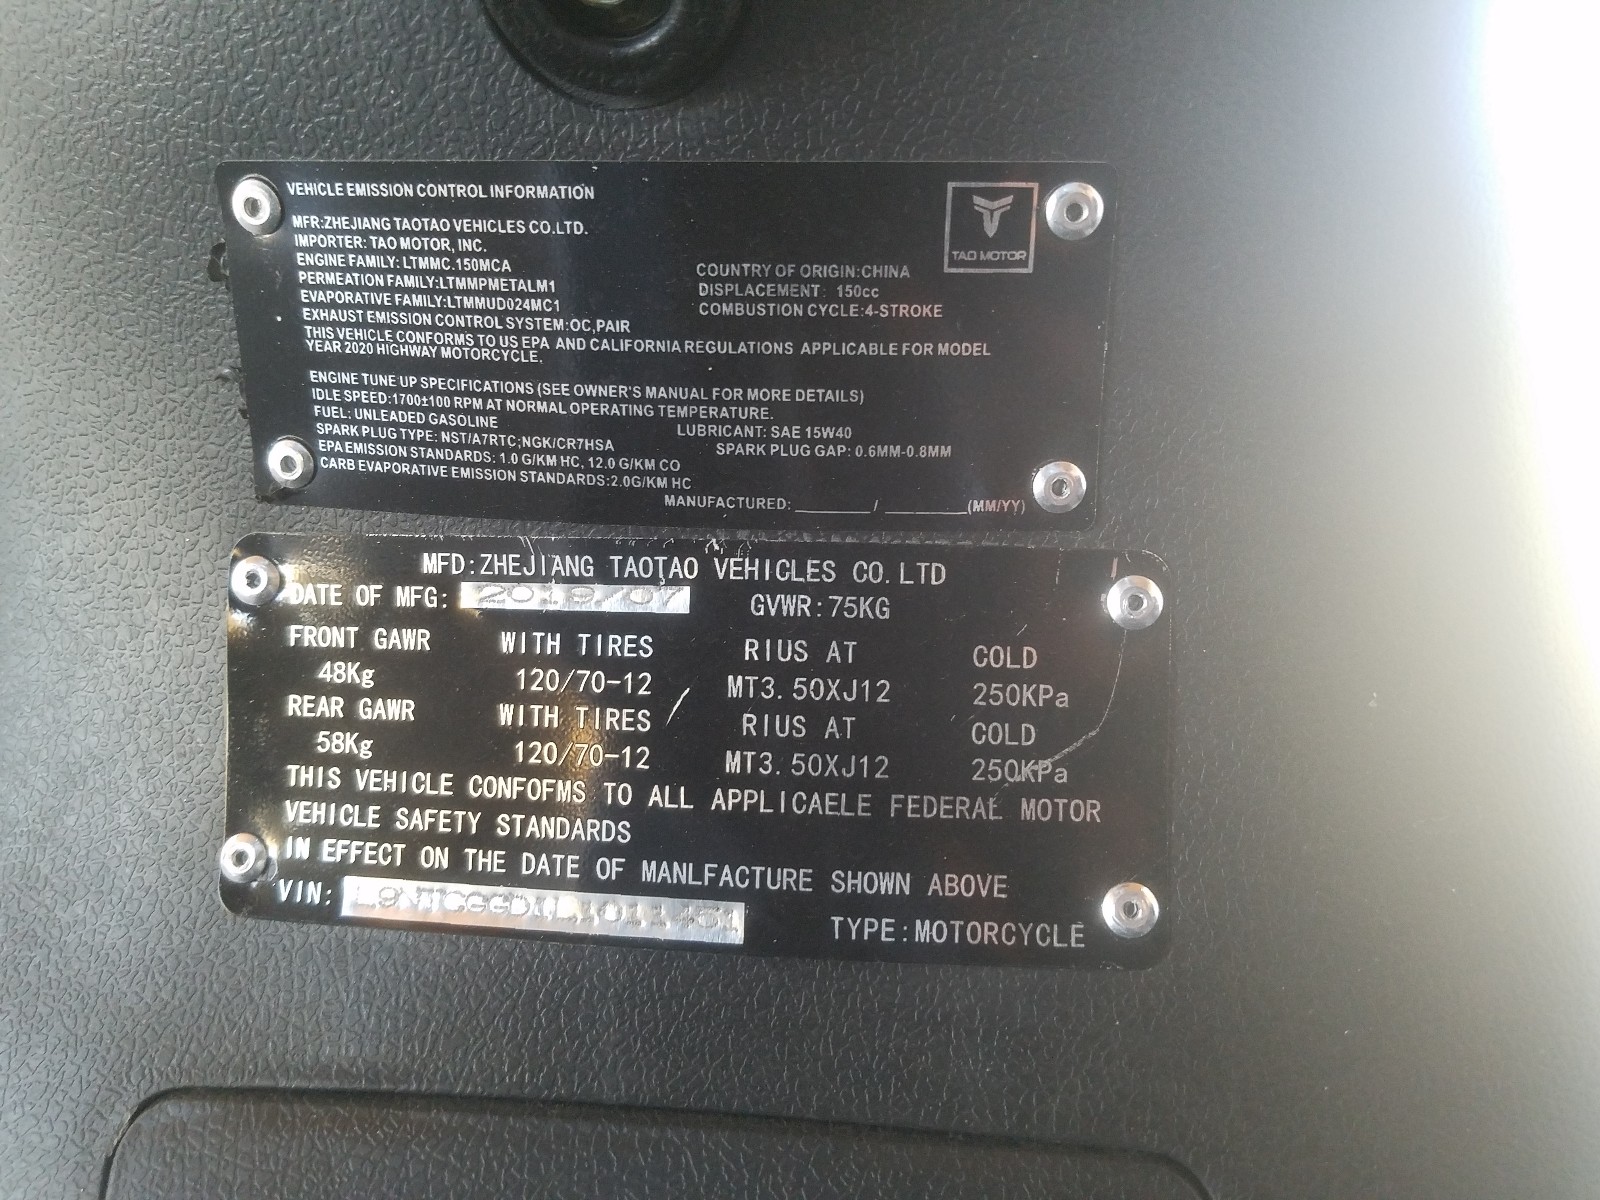 VEHICLE EMISSION CONTROL INFORMATION
TAO MOTOR
MFR:ZHEJIANG TAOTAO VEHICLES CO.LTD.
IMPORTER: TAO MOTOR, INC.
ENGINE FAMILY: LTMMC.150MCA
COUNTRY OF ORIGIN:CHINA
PERMEATION FAMILY:LTMMPMETALM1
DISPLACEMENT: 150cc
EVAPORATIVE FAMILY:LTMMUD024MC1
COMBUSTION CYCLE:4-STROKE
EXHAUST EMISSION CONTROL SYSTEM:OC,PAIR
THIS VEHICLE CONFORMS TO US EPA AND CALIFORNIA REGULATIONS APPLICABLE FOR MODEL
YEAR 2020 HIGHWAY MOTORCYCLE.
ENGINE TUNE UP SPECIFICATIONS (SEE OWNER'S MANUAL FOR MORE DETAILS)
IDLE SPEED:1700±100 RPM AT NORMAL OPERATING TEMPERATURE.
FUEL: UNLEADED GASOLINE LUBRICANT: SAE 15W40
SPARK PLUG TYPE: NST/A7RTC;NGK/CR7HSA SPARK PLUG GAP: 0.6MM-0.8MM
EPA EMISSION STANDARDS: 1.0 G/KM HC, 12.0 G/KM CO
CARB EVAPORATIVE EMISSION STANDARDS:2.0G/KM HC
MANUFACTURED: ________/________(MM/YY)
MFD:ZHEJIANG TAOTAO VEHICLES CO.LTD
DATE OF MFG: 2019/07 GVWR:75KG
FRONT GAWR WITH TIRES RIUS AT COLD
48Kg 120/70-12 MT3.50XJ12 250KPa
REAR GAWR WITH TIRES RIUS AT COLD
58Kg 120/70-12 MT3.50XJ12 250KPa
THIS VEHICLE CONFOFMS TO ALL APPLICAELE FEDERAL MOTOR
VEHICLE SAFETY STANDARDS
IN EFFECT ON THE DATE OF MANLFACTURE SHOWN ABOVE
VIN: TYPE:MOTORCYCLE